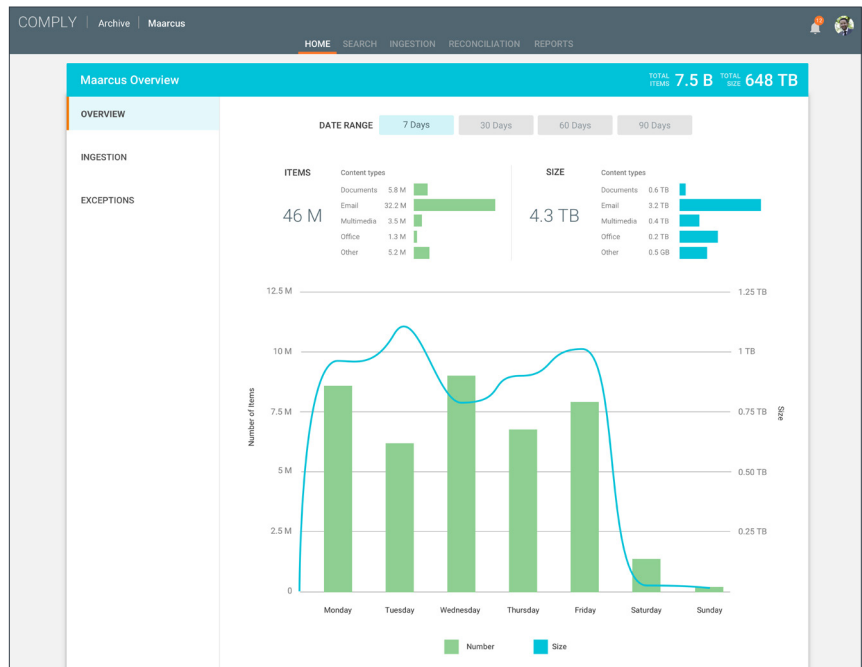 COMPLY | Archive | Maarcus
10
HOME SEARCH INGESTION RECONCILIATION REPORTS
Maarcus Overview
TOTAL ITEMS 7.5 B TOTAL SIZE 648 TB
OVERVIEW
INGESTION
EXCEPTIONS
DATE RANGE 7 Days 30 Days 60 Days 90 Days
ITEMS
46 M
Content types
Documents 5.8 M
Email 32.2 M
Multimedia 3.5 M
Office 1.3 M
Other 5.2 M
SIZE
4.3 TB
Content types
Documents 0.6 TB
Email 3.2 TB
Multimedia 0.4 TB
Office 0.2 TB
Other 0.5 GB
12.5 M 1.25 TB
10 M 1 TB
7.5 M 0.75 TB
5 M 0.50 TB
2.5 M 0.25 TB
0
Number of Items
Size
Monday Tuesday Wednesday Thursday Friday Saturday Sunday
Number Size